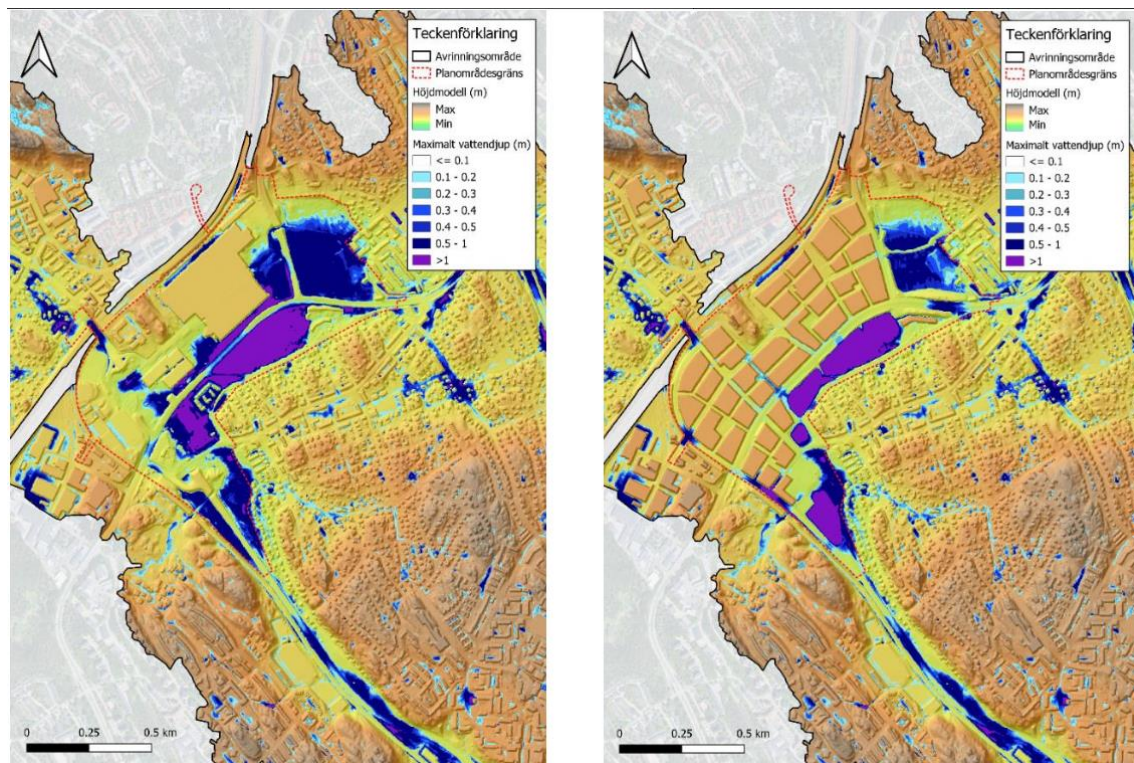 Teckenförklaring
Avrinningsområde
Planområdesgräns
Höjdmodell (m)
Max
Min
Maximalt vattendjup (m)
<= 0.1
0.1 - 0.2
0.2 - 0.3
0.3 - 0.4
0.4 - 0.5
0.5 - 1
>1
0 0.25 0.5 km
Teckenförklaring
Avrinningsområde
Planområdesgräns
Höjdmodell (m)
Max
Min
Maximalt vattendjup (m)
<= 0.1
0.1 - 0.2
0.2 - 0.3
0.3 - 0.4
0.4 - 0.5
0.5 - 1
>1
0 0.25 0.5 km